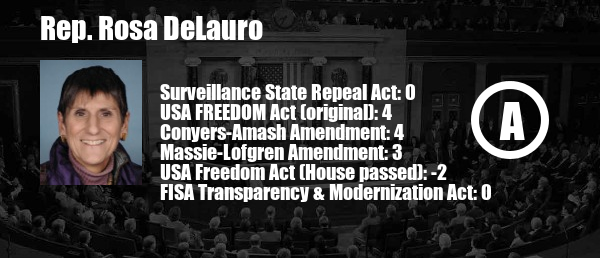 Rep. Rosa DeLauro
Surveillance State Repeal Act: 0
USA FREEDOM Act (original): 4
Conyers-Amash Amendment: 4
Massie-Lofgren Amendment: 3
USA Freedom Act (House passed): -2
FISA Transparency & Modernization Act: 0
A